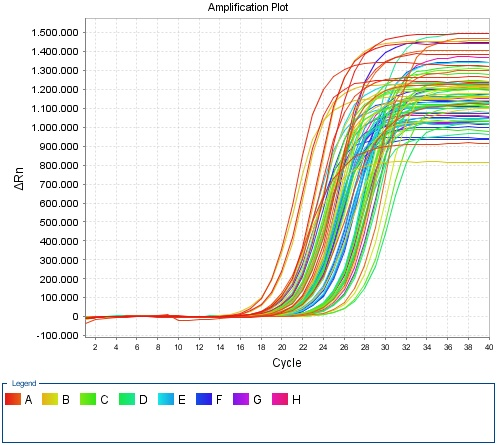 Amplification Plot
1.500.000
1.400.000
1.300.000
1.200.000
1.100.000
1.000.000
900.000
800.000
700.000
600.000
500.000
400.000
300.000
200.000
100.000
0
-100.000
ΔRn
2 4 6 8 10 12 14 16 18 20 22 24 26 28 30 32 34 36 38 40
Cycle
Legend
A B C D E F G H